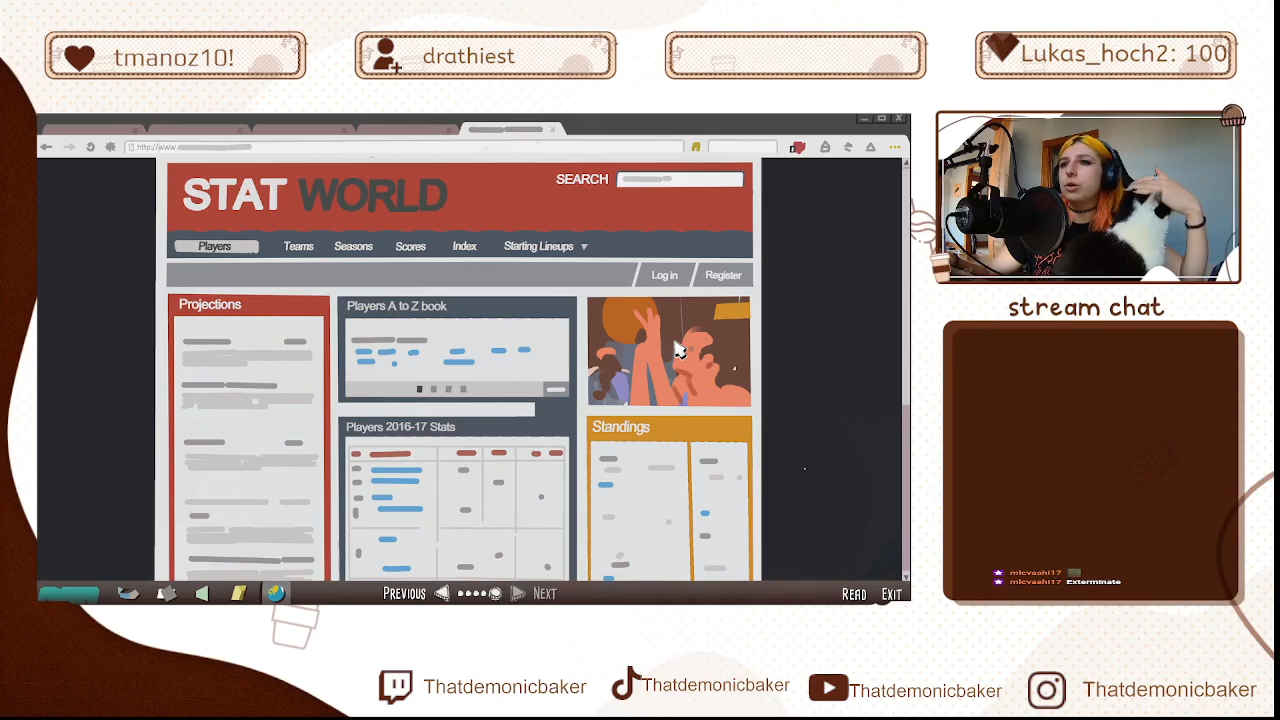 tmanoz10!
drathiest
Lukas_hoch2: 100
http://www.
STAT WORLD
SEARCH
Players
Teams
Seasons
Scores
Index
Starting Lineups
Log in
Register
Projections
Players A to Z book
Players 2016-17 Stats
Standings
PREVIOUS
NEXT
READ
EXIT
stream chat
mlcvashi17
mlcvashi17 Exterminate
Thatdemonicbaker
Thatdemonicbaker
Thatdemonicbaker
Thatdemonicbaker